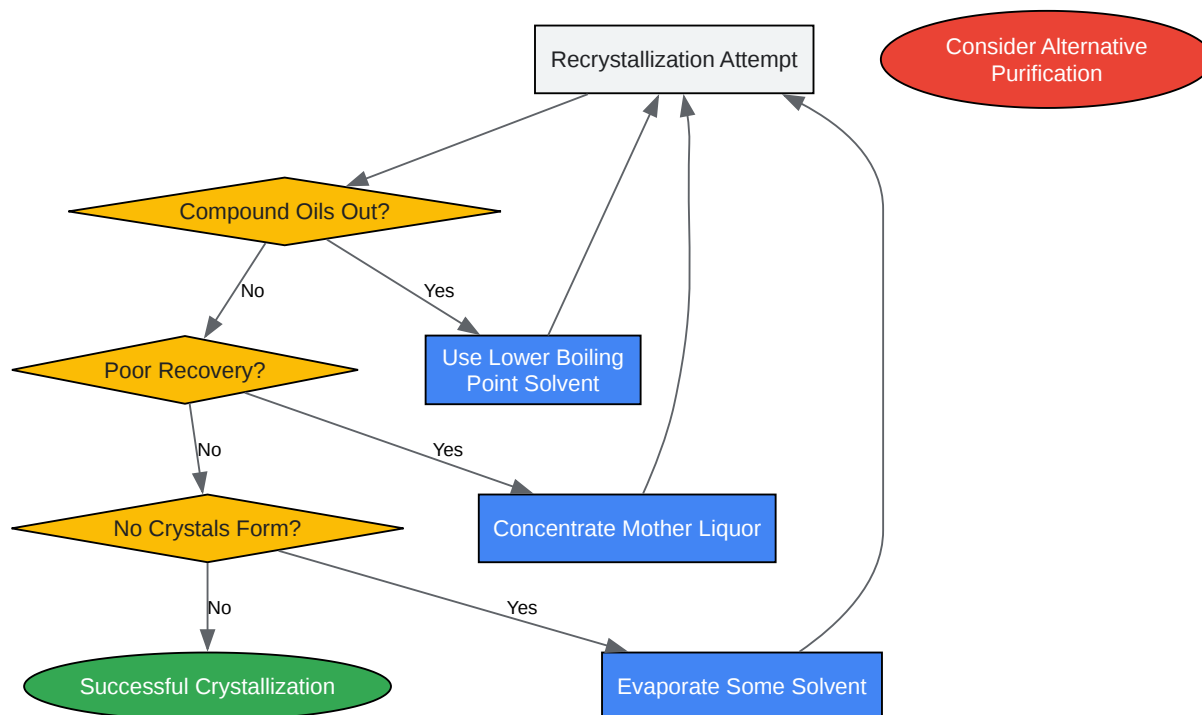 Recrystallization Attempt
Consider Alternative
Purification
Compound Oils Out?
No
Yes
Use Lower Boiling
Point Solvent
Poor Recovery?
No
Yes
Concentrate Mother Liquor
No Crystals Form?
No
Yes
Successful Crystallization
Evaporate Some Solvent